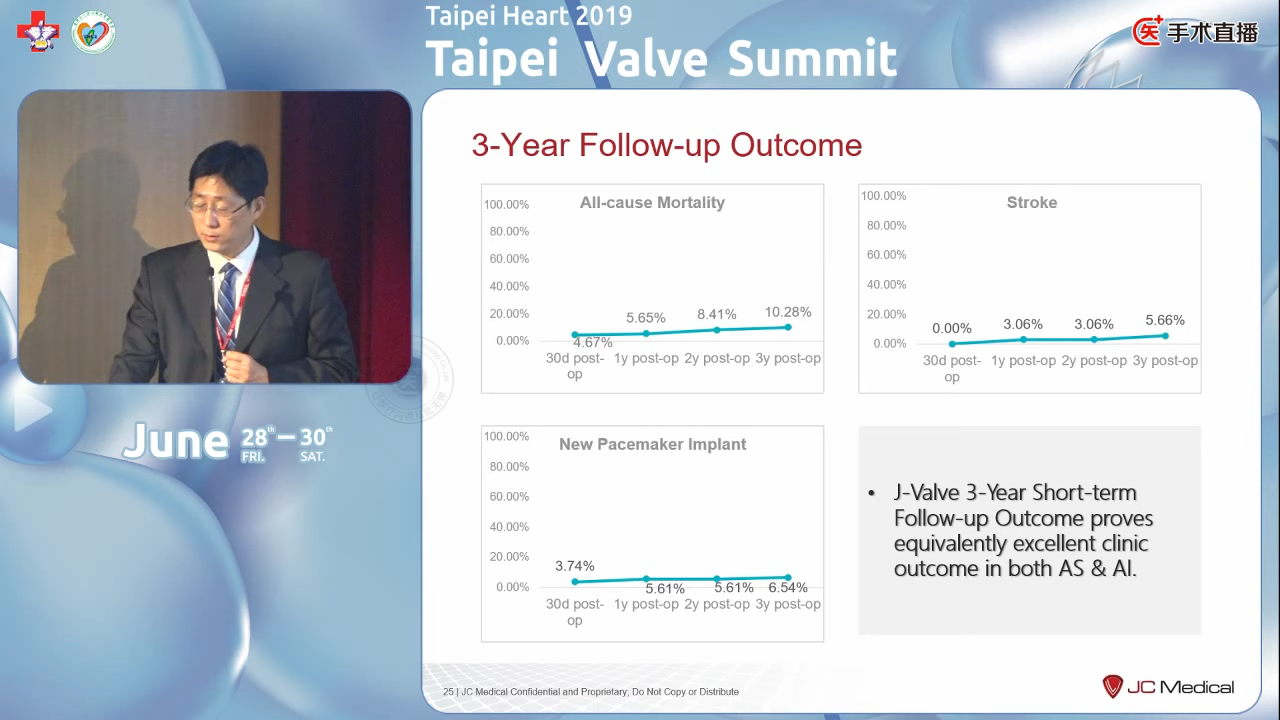 Taipei Heart 2019
Taipei Valve Summit
手术直播
June 28th — 30th
FRI. SAT.
3-Year Follow-up Outcome
All-cause Mortality
100.00%
80.00%
60.00%
40.00%
20.00%
0.00%
4.67%
5.65%
8.41%
10.28%
30d post-
op
1y post-op
2y post-op
3y post-op
Stroke
100.00%
80.00%
60.00%
40.00%
20.00%
0.00%
0.00%
3.06%
3.06%
5.66%
30d post-
op
1y post-op
2y post-op
3y post-op
New Pacemaker Implant
100.00%
80.00%
60.00%
40.00%
20.00%
0.00%
3.74%
5.61%
5.61%
6.54%
30d post-
op
1y post-op
2y post-op
3y post-op
• J-Valve 3-Year Short-term
Follow-up Outcome proves
equivalently excellent clinic
outcome in both AS & AI.
25 | JC Medical Confidential and Proprietary; Do Not Copy or Distribute
JC Medical